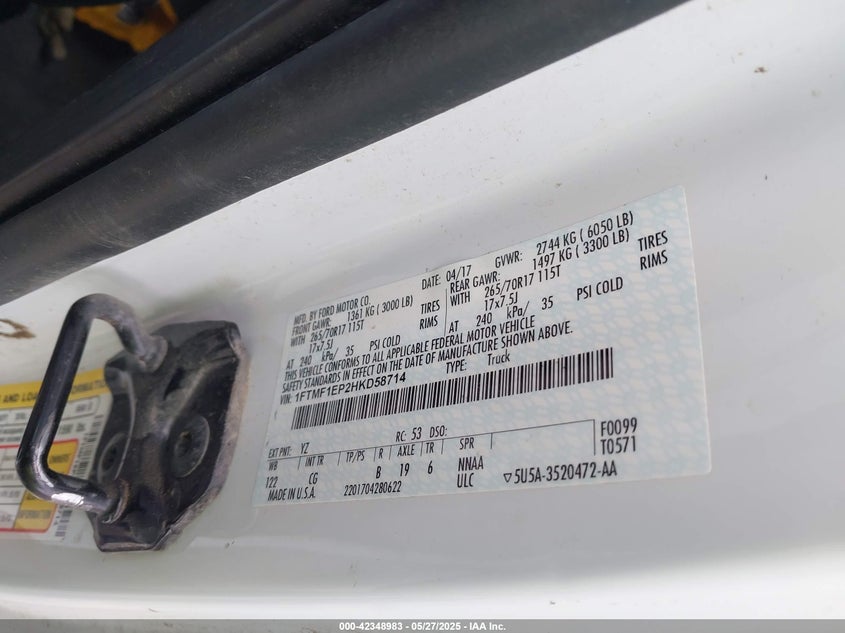 MFD. BY FORD MOTOR CO.
DATE: 04/17
GVWR: 2744 KG ( 6050 LB)
FRONT GAWR: 1361 KG ( 3000 LB)
REAR GAWR: 1497 KG ( 3300 LB)
WITH 265/70R17 115T TIRES
WITH 265/70R17 115T TIRES
17x7.5J RIMS
17x7.5J RIMS
AT 240 kPa/ 35 PSI COLD
AT 240 kPa/ 35 PSI COLD
THIS VEHICLE CONFORMS TO ALL APPLICABLE FEDERAL MOTOR VEHICLE
SAFETY STANDARDS IN EFFECT ON THE DATE OF MANUFACTURE SHOWN ABOVE.
VIN: 1FTMF1EP2HKD58714
TYPE: Truck
F0099
T0571
EXT PNT: YZ RC: 53 DSO:
WB INT TR TP/PS R AXLE TR SPR
122 CG B 19 6 NNAA
ULC
MADE IN U.S.A. 2201704280622
▽5U5A-3520472-AA
INFORMATION
000-42348983 / 05/27/2025 - IAA Inc.